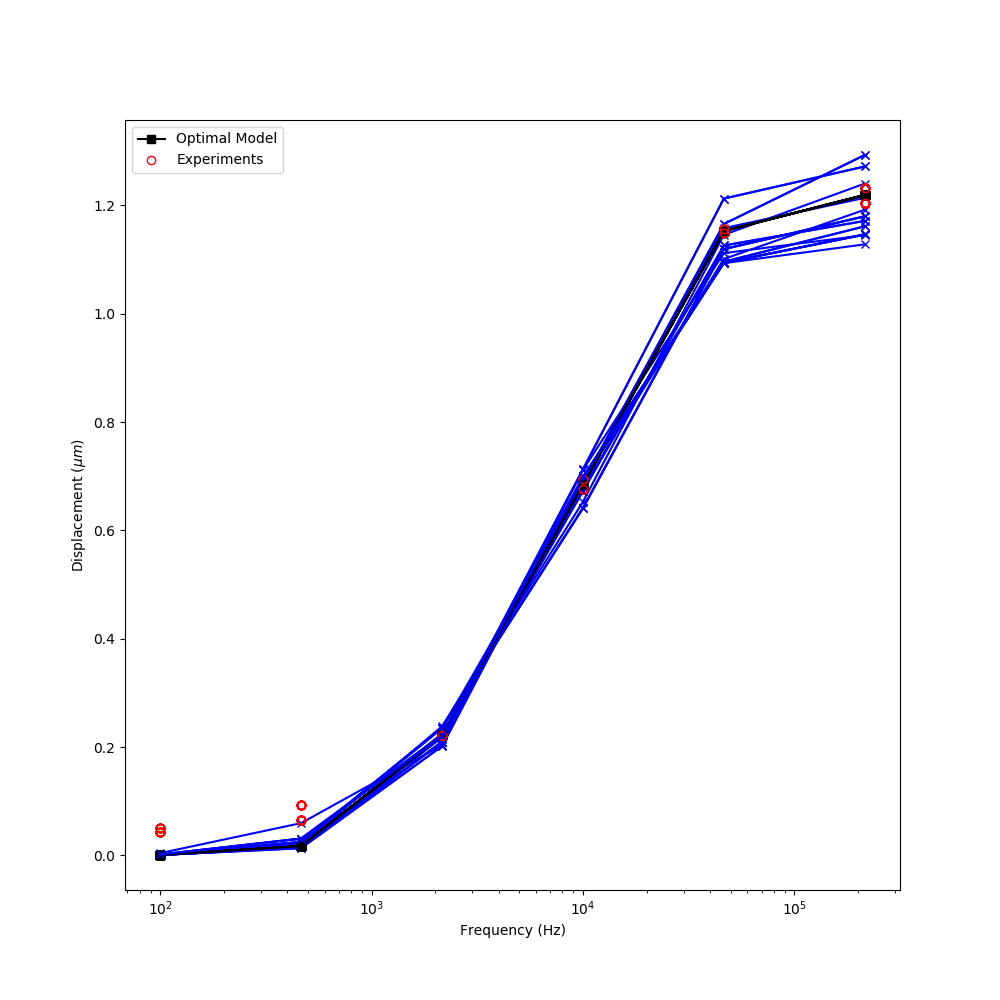 Optimal Model
Experiments
1.2
1.0
0.8
0.6
0.4
0.2
0.0
Displacement (μm)
10²
10³
10⁴
10⁵
Frequency (Hz)